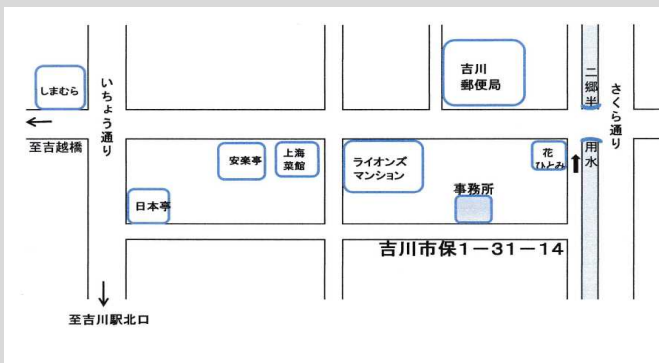 しまむら
いちょう通り
吉川
郵便局
二郷半
用水
さくら通り
至吉越橋
安楽亭
上海
菜館
ライオンズ
マンション
花
ひとみ
日本亭
事務所
吉川市保1－31－14
至吉川駅北口